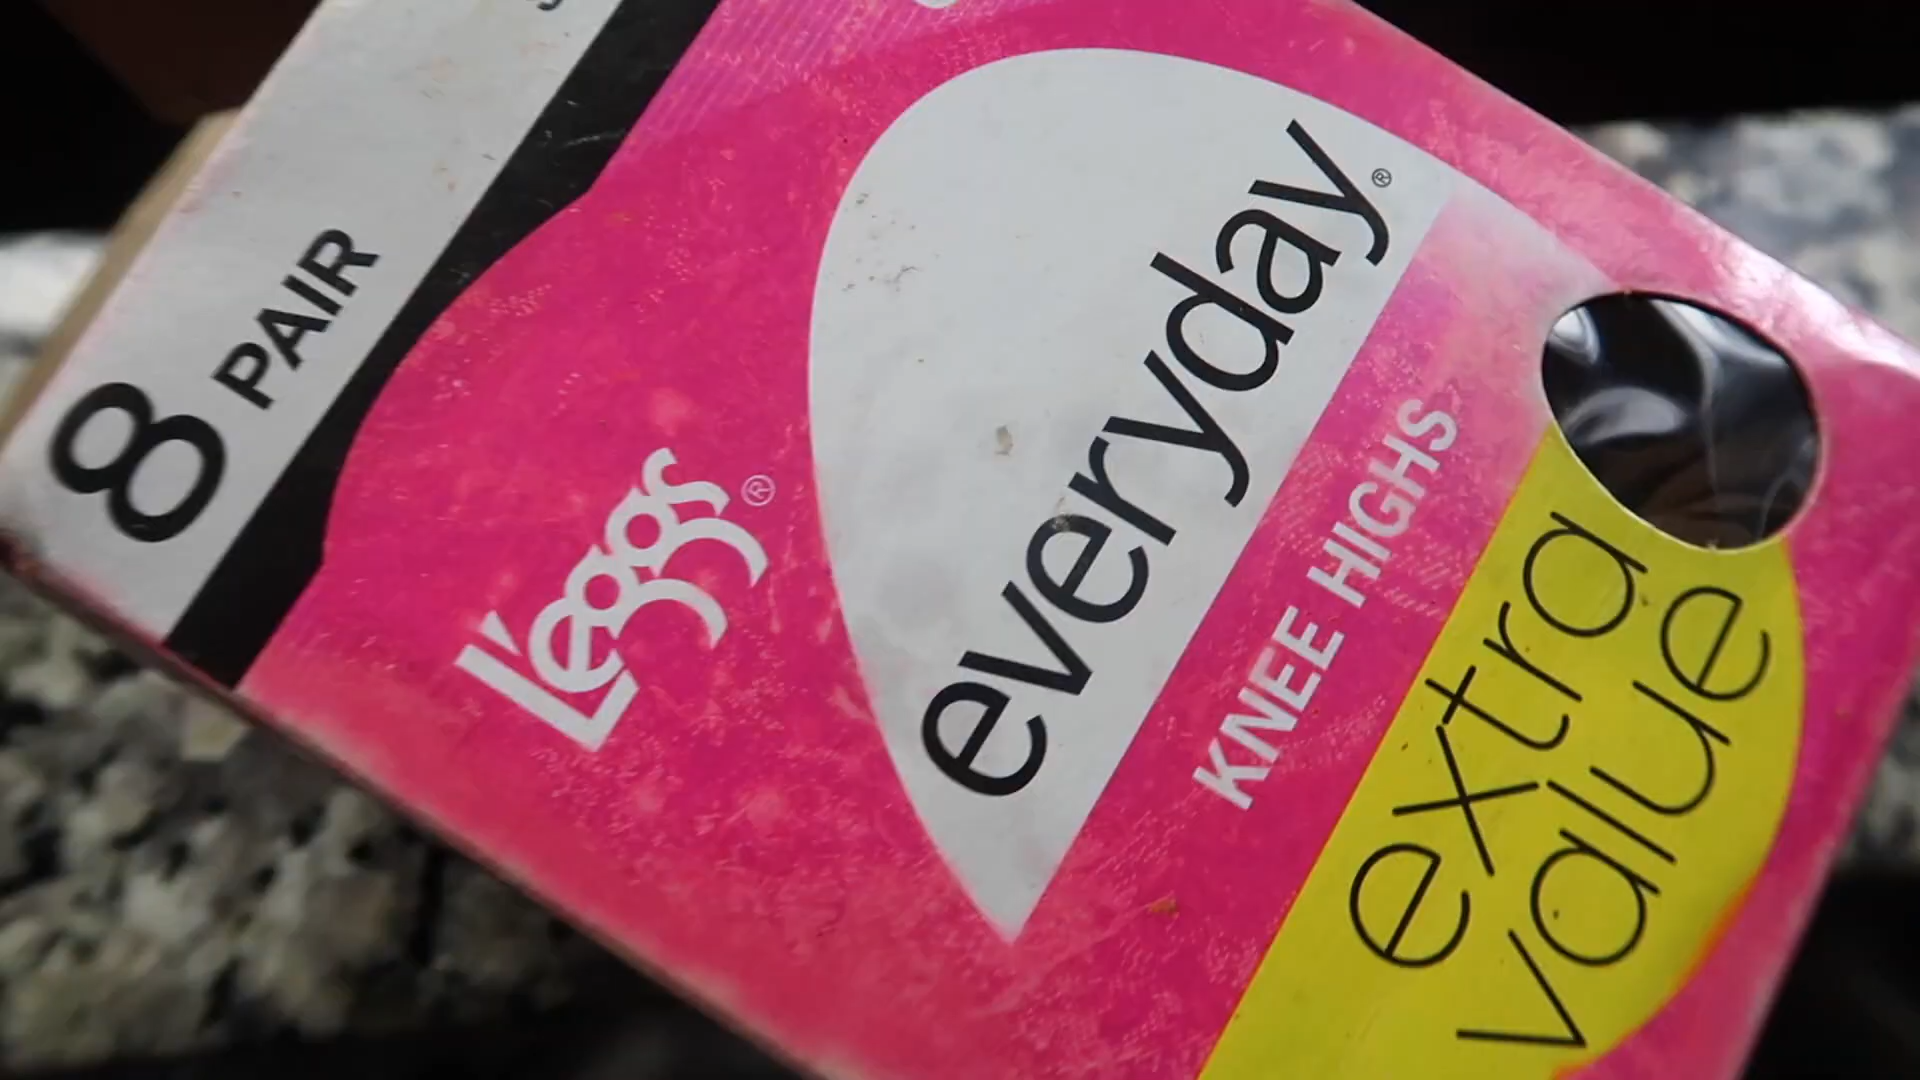 8 PAIR
L'eggs®
everyday®
KNEE HIGHS
extra
value